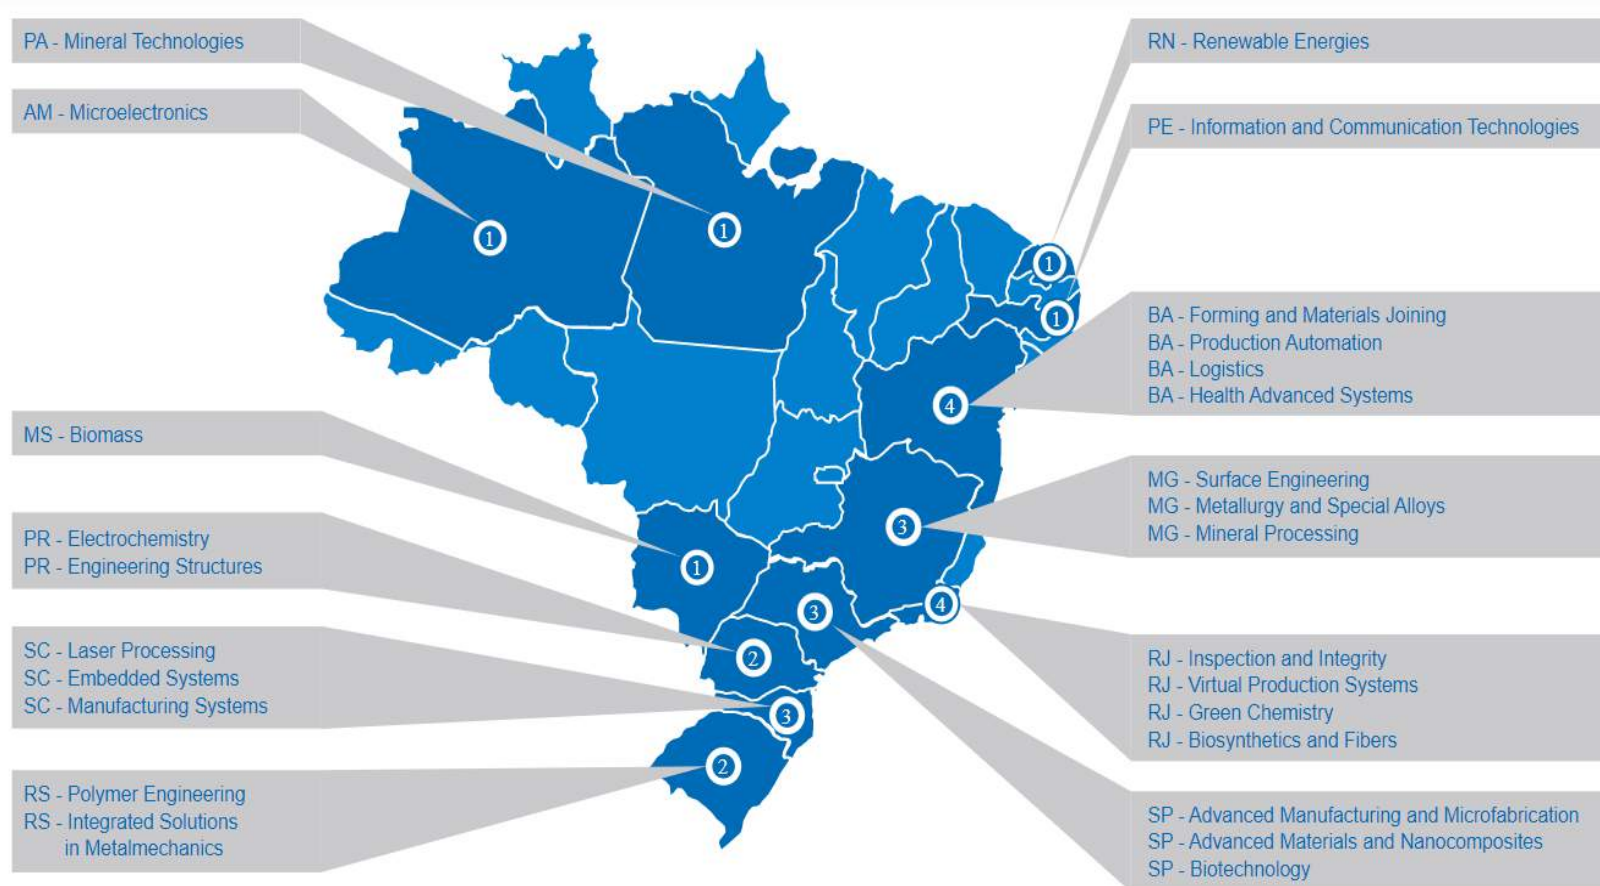 PA - Mineral Technologies
AM - Microelectronics
MS - Biomass
PR - Electrochemistry
PR - Engineering Structures
SC - Laser Processing
SC - Embedded Systems
SC - Manufacturing Systems
RS - Polymer Engineering
RS - Integrated Solutions
in Metalmechanics
1
1
1
1
4
3
1
3
4
2
3
2
RN - Renewable Energies
PE - Information and Communication Technologies
BA - Forming and Materials Joining
BA - Production Automation
BA - Logistics
BA - Health Advanced Systems
MG - Surface Engineering
MG - Metallurgy and Special Alloys
MG - Mineral Processing
RJ - Inspection and Integrity
RJ - Virtual Production Systems
RJ - Green Chemistry
RJ - Biosynthetics and Fibers
SP - Advanced Manufacturing and Microfabrication
SP - Advanced Materials and Nanocomposites
SP - Biotechnology